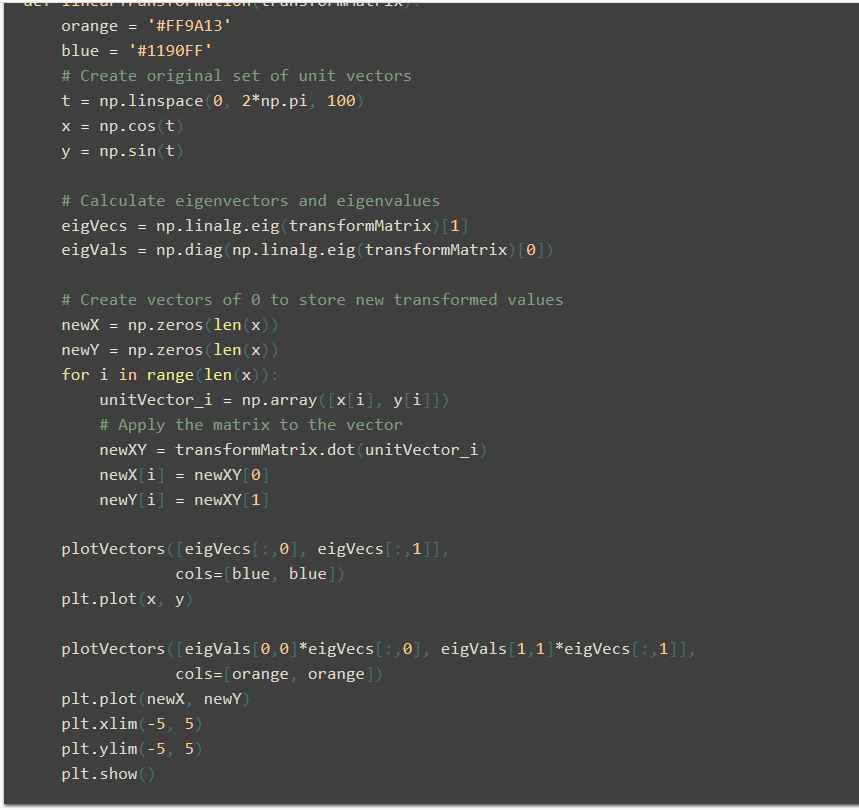 def linearTransformation(transformMatrix):
    orange = '#FF9A13'
    blue = '#1190FF'
    # Create original set of unit vectors
    t = np.linspace(0, 2*np.pi, 100)
    x = np.cos(t)
    y = np.sin(t)

    # Calculate eigenvectors and eigenvalues
    eigVecs = np.linalg.eig(transformMatrix)[1]
    eigVals = np.diag(np.linalg.eig(transformMatrix)[0])

    # Create vectors of 0 to store new transformed values
    newX = np.zeros(len(x))
    newY = np.zeros(len(x))
    for i in range(len(x)):
        unitVector_i = np.array([x[i], y[i]])
        # Apply the matrix to the vector
        newXY = transformMatrix.dot(unitVector_i)
        newX[i] = newXY[0]
        newY[i] = newXY[1]

    plotVectors([eigVecs[:,0], eigVecs[:,1]],
                cols=[blue, blue])
    plt.plot(x, y)

    plotVectors([eigVals[0,0]*eigVecs[:,0], eigVals[1,1]*eigVecs[:,1]],
                cols=[orange, orange])
    plt.plot(newX, newY)
    plt.xlim(-5, 5)
    plt.ylim(-5, 5)
    plt.show()